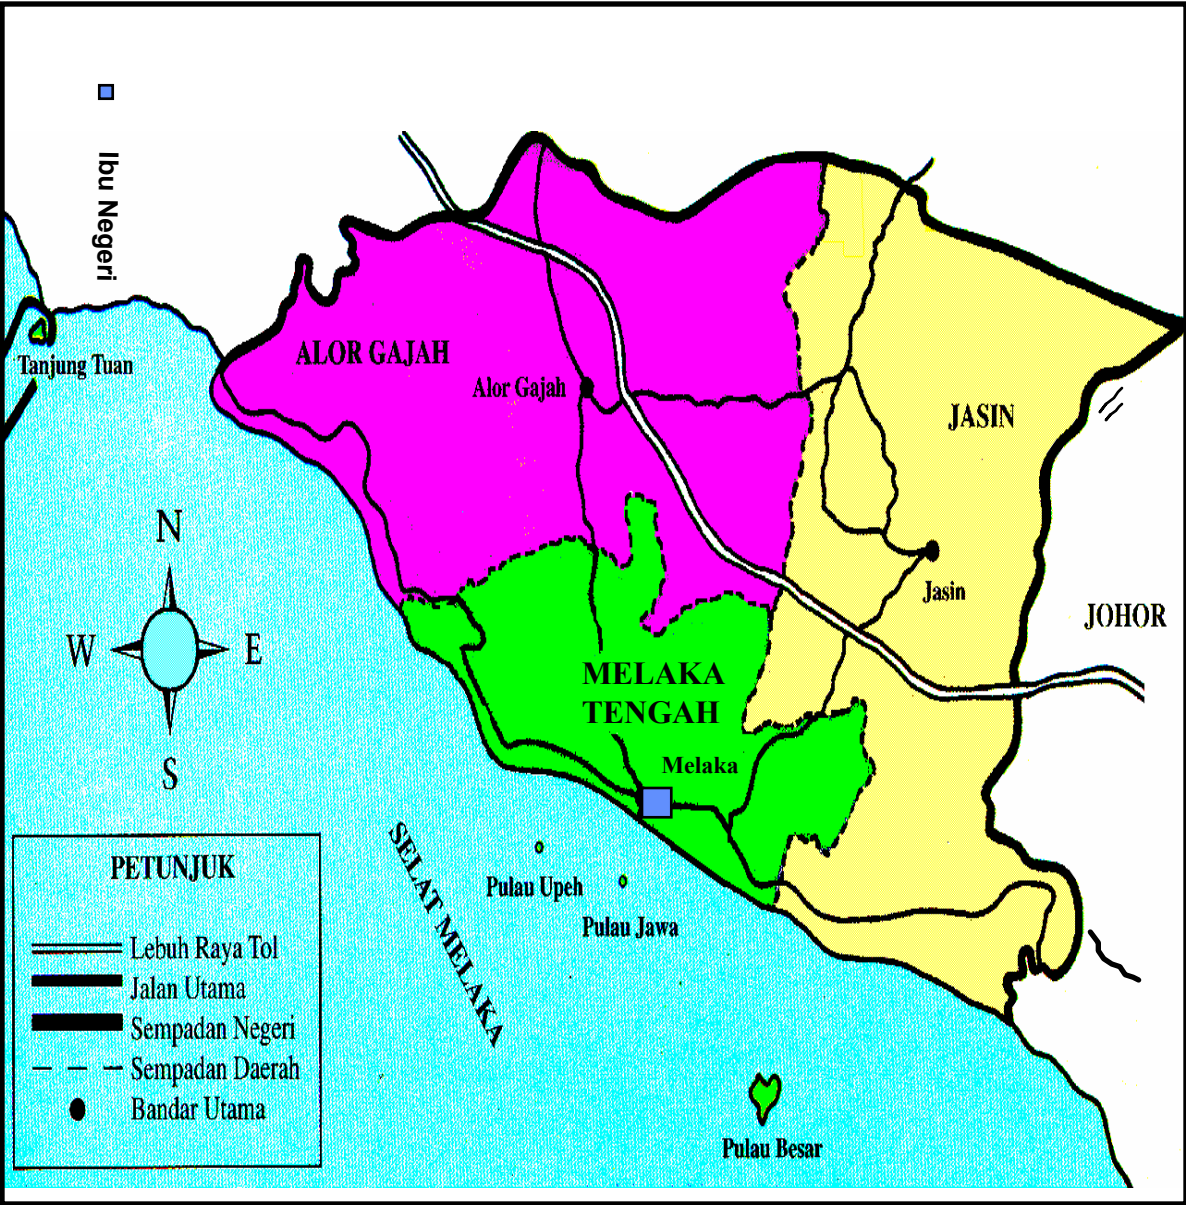 Ibu Negeri
Tanjung Tuan
ALOR GAJAH
Alor Gajah
JASIN
Jasin
JOHOR
N
W
E
S
MELAKA
TENGAH
Melaka
SELAT MELAKA
Pulau Upeh
Pulau Jawa
Pulau Besar
PETUNJUK
Lebuh Raya Tol
Jalan Utama
Sempadan Negeri
Sempadan Daerah
Bandar Utama